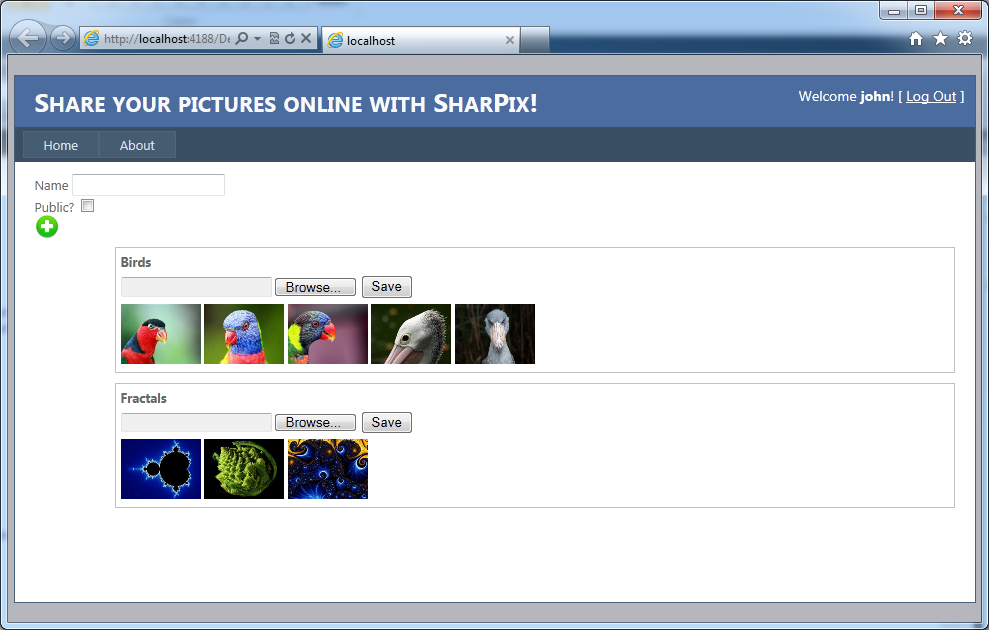 http://localhost:4188/De
localhost
SHARE YOUR PICTURES ONLINE WITH SHARPIX!
Welcome john! [ Log Out ]
Home About
Name
Public?
Birds
Browse... Save
Fractals
Browse... Save